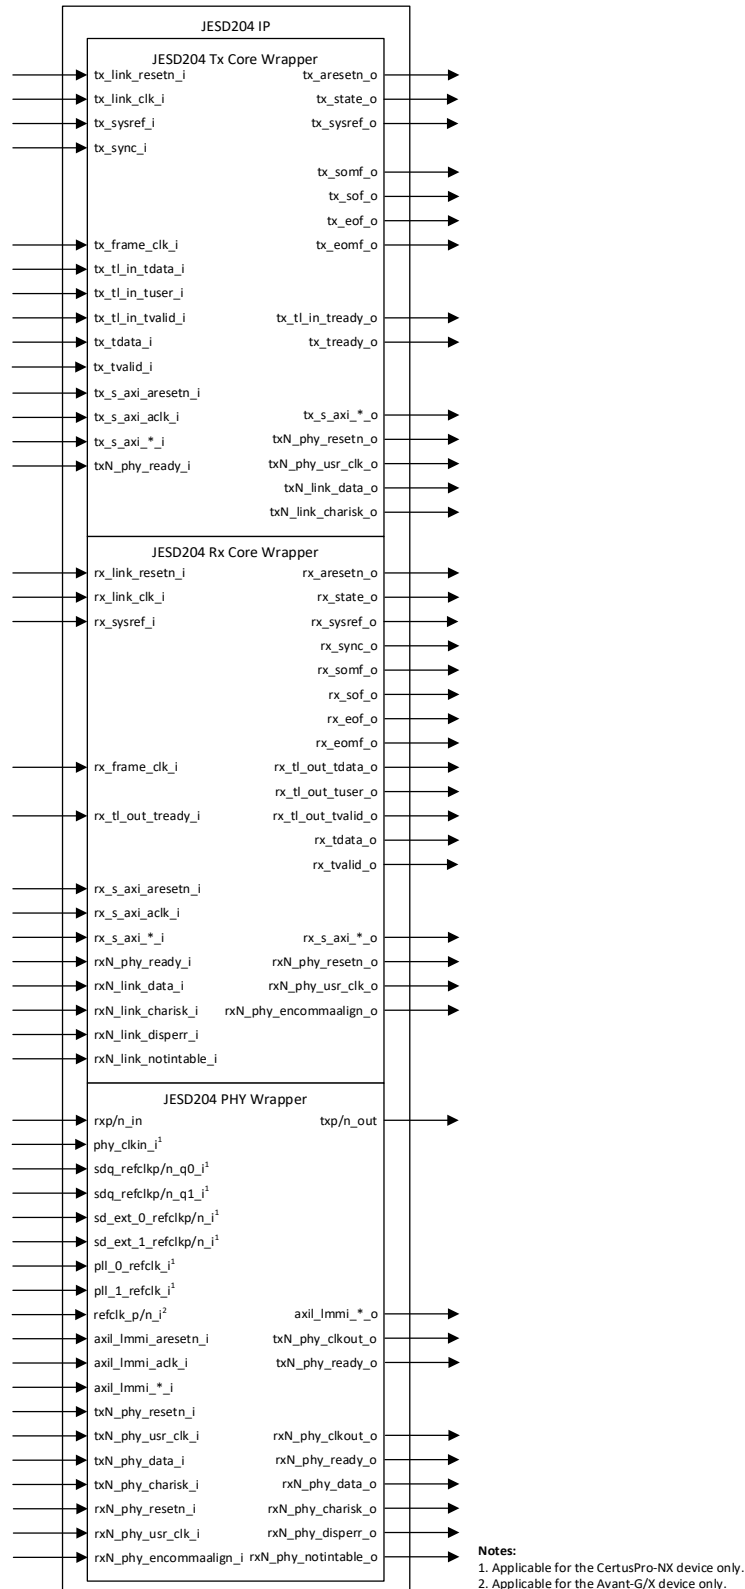 JESD204 IP
JESD204 Tx Core Wrapper
tx_link_resetn_i tx_aresetn_o
tx_link_clk_i tx_state_o
tx_sysref_i tx_sysref_o
tx_sync_i
tx_somf_o
tx_sof_o
tx_eof_o
tx_frame_clk_i tx_eomf_o
tx_tl_in_tdata_i
tx_tl_in_tuser_i
tx_tl_in_tvalid_i tx_tl_in_tready_o
tx_tdata_i tx_tready_o
tx_tvalid_i
tx_s_axi_aresetn_i
tx_s_axi_aclk_i tx_s_axi_*_o
tx_s_axi_*_i txN_phy_resetn_o
txN_phy_ready_i txN_phy_usr_clk_o
txN_link_data_o
txN_link_charisk_o
JESD204 Rx Core Wrapper
rx_link_resetn_i rx_aresetn_o
rx_link_clk_i rx_state_o
rx_sysref_i rx_sysref_o
rx_sync_o
rx_somf_o
rx_sof_o
rx_eof_o
rx_eomf_o
rx_frame_clk_i rx_tl_out_tdata_o
rx_tl_out_tuser_o
rx_tl_out_tready_i rx_tl_out_tvalid_o
rx_tdata_o
rx_tvalid_o
rx_s_axi_aresetn_i
rx_s_axi_aclk_i
rx_s_axi_*_i rx_s_axi_*_o
rxN_phy_ready_i rxN_phy_resetn_o
rxN_link_data_i rxN_phy_usr_clk_o
rxN_link_charisk_i rxN_phy_encommaalign_o
rxN_link_disperr_i
rxN_link_notintable_i
JESD204 PHY Wrapper
rxp/n_in txp/n_out
phy_clkin_i¹
sdq_refclkp/n_q0_i¹
sdq_refclkp/n_q1_i¹
sd_ext_0_refclkp/n_i¹
sd_ext_1_refclkp/n_i¹
pll_0_refclk_i¹
pll_1_refclk_i¹
refclk_p/n_i² axil_lmmi_*_o
axil_lmmi_aresetn_i txN_phy_clkout_o
axil_lmmi_aclk_i txN_phy_ready_o
axil_lmmi_*_i
txN_phy_resetn_i
txN_phy_usr_clk_i rxN_phy_clkout_o
txN_phy_data_i rxN_phy_ready_o
txN_phy_charisk_i rxN_phy_data_o
rxN_phy_resetn_i rxN_phy_charisk_o
rxN_phy_usr_clk_i rxN_phy_disperr_o
rxN_phy_encommaalign_i rxN_phy_notintable_o
Notes:
1. Applicable for the CertusPro-NX device only.
2. Applicable for the Avant-G/X device only.